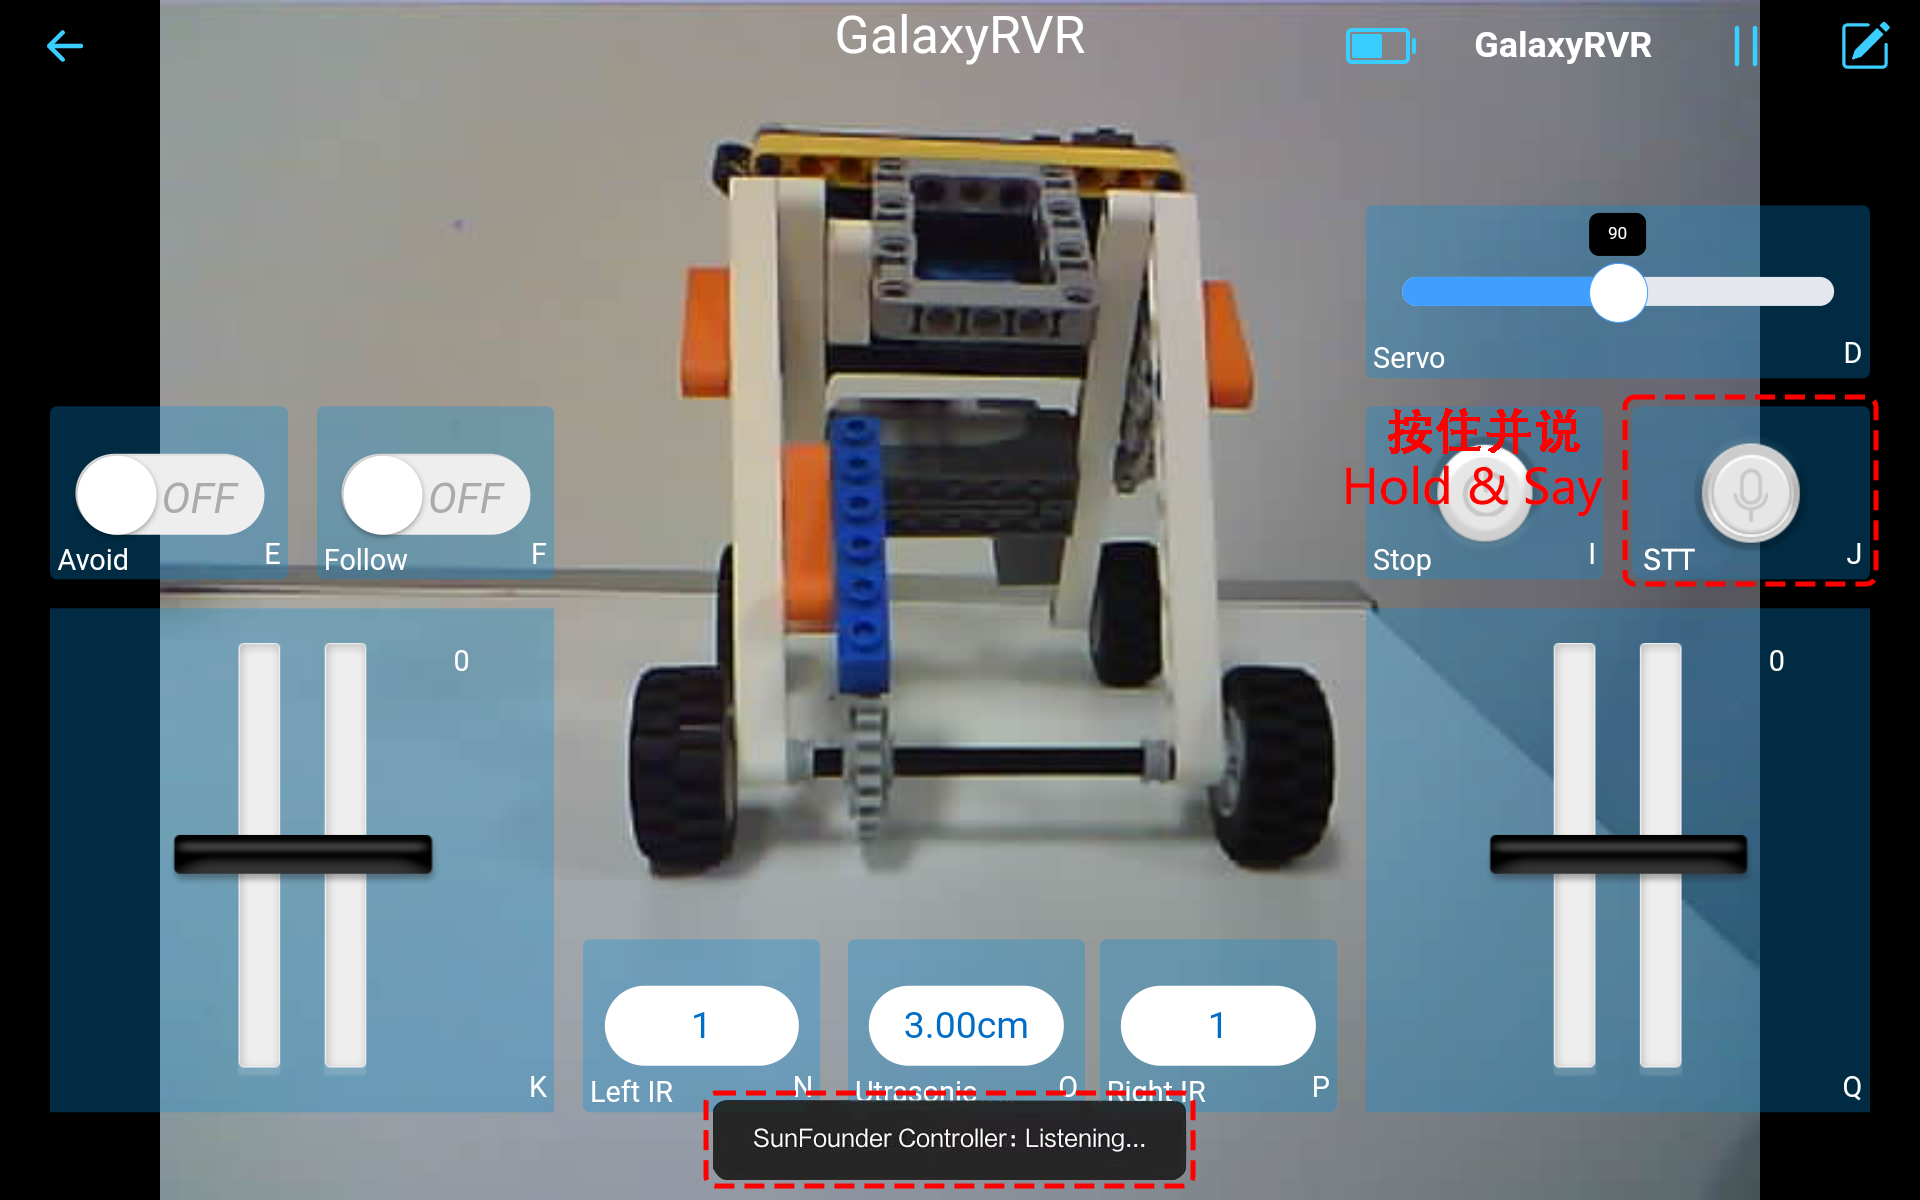 GalaxyRVR
GalaxyRVR
90
Servo
D
按住并说
Hold & Say
OFF
OFF
Avoid
E
Follow
F
Stop
I
STT
J
0
0
1
3.00cm
1
K
Left IR
N
Utrasonic
O
Right IR
P
Q
SunFounder Controller: Listening...